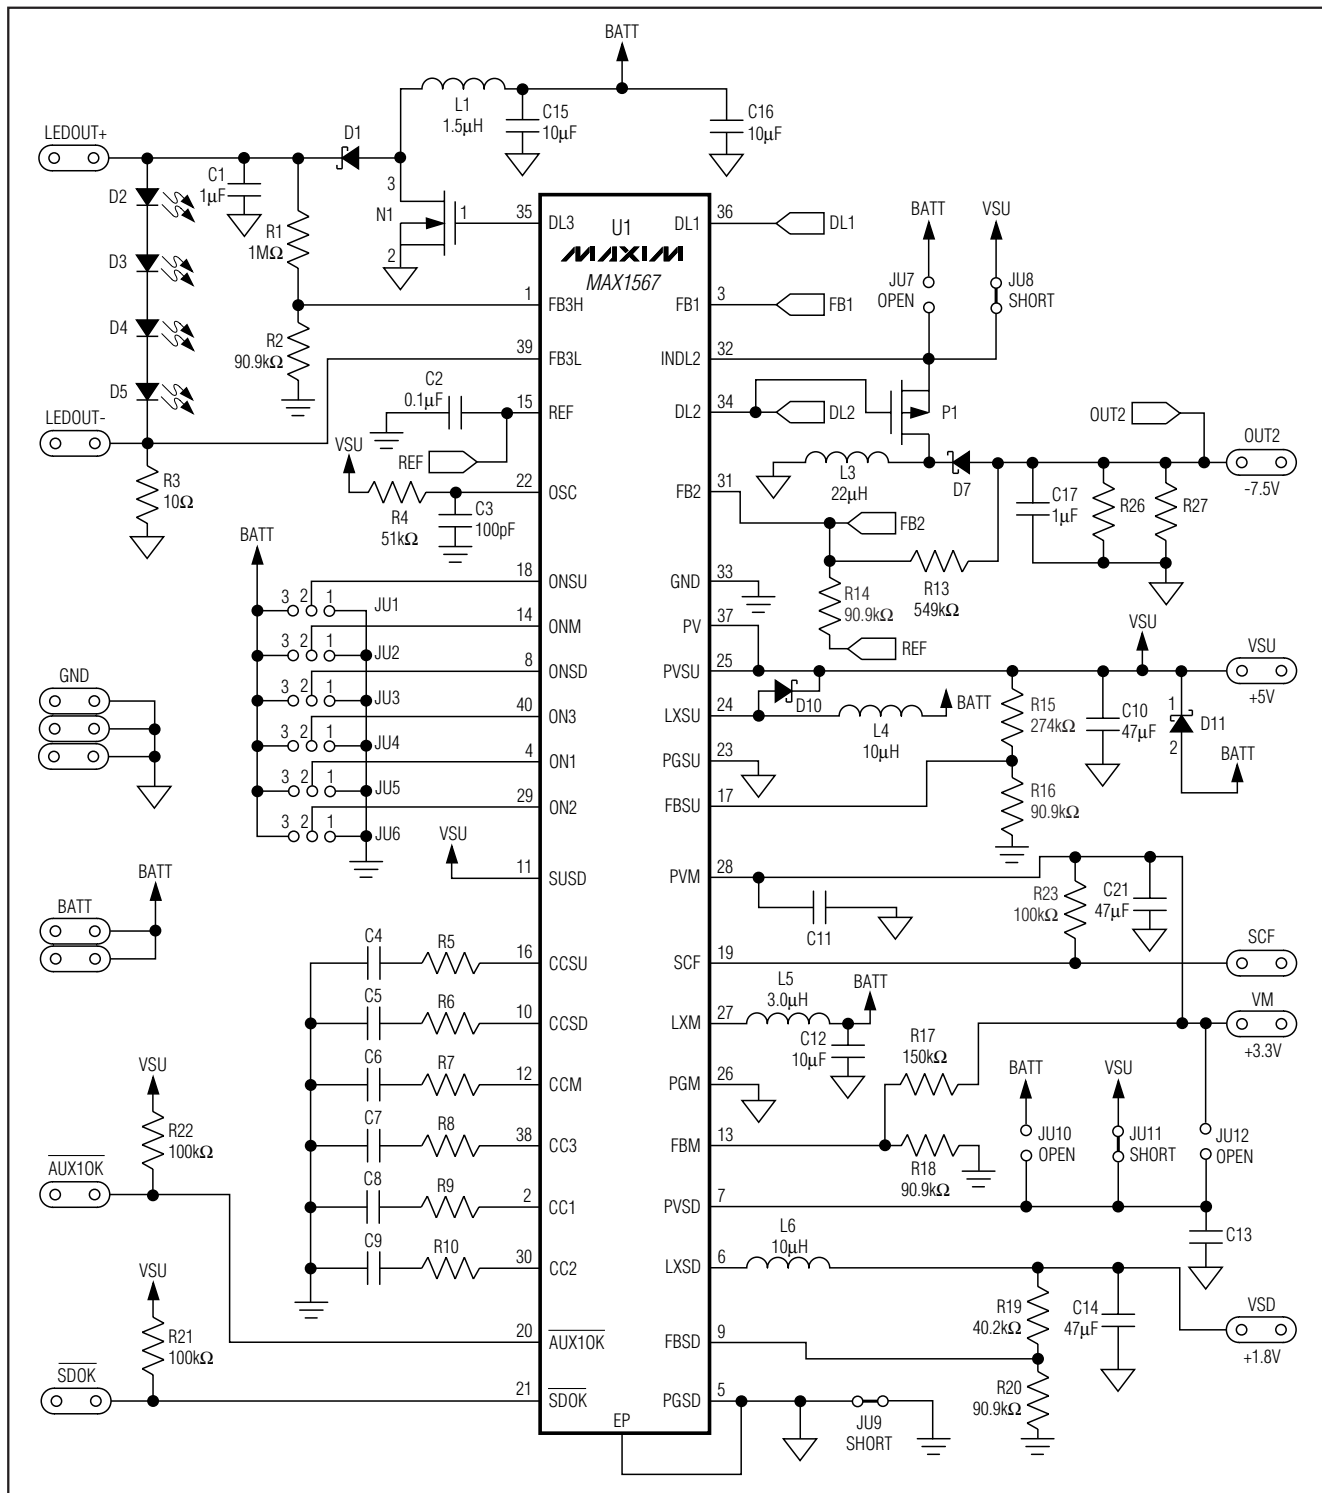 BATT
L1
1.5μH
C15
10μF
C16
10μF
LEDOUT+
D1
C1
1μF
D2
D3
D4
D5
R1
1MΩ
R2
90.9kΩ
3
N1
1
2
LEDOUT-
R3
10Ω
C2
0.1μF
REF
VSU
R4
51kΩ
C3
100pF
U1
MAXIM
MAX1567
35 DL3
1 FB3H
39 FB3L
15 REF
22 OSC
18 ONSU
14 ONM
8 ONSD
40 ON3
4 ON1
29 ON2
11 SUSD
16 CCSU
10 CCSD
12 CCM
38 CC3
2 CC1
30 CC2
20 AUX1OK
21 SDOK
EP
DL1 36
FB1 3
INDL2 32
DL2 34
FB2 31
GND 33
PV 37
PVSU 25
LXSU 24
PGSU 23
FBSU 17
PVM 28
SCF 19
LXM 27
PGM 26
FBM 13
PVSD 7
LXSD 6
FBSD 9
PGSD 5
BATT
3 2 1 JU1
3 2 1 JU2
3 2 1 JU3
3 2 1 JU4
3 2 1 JU5
3 2 1 JU6
GND
BATT
BATT
VSU
C4 R5
C5 R6
C6 R7
C7 R8
C8 R9
C9 R10
VSU
R22
100kΩ
AUX1OK
VSU
R21
100kΩ
SDOK
DL1
FB1
BATT
VSU
JU7
OPEN
JU8
SHORT
DL2
P1
OUT2
OUT2
-7.5V
L3
22μH
D7
C17
1μF
R26
R27
FB2
R13
549kΩ
R14
90.9kΩ
REF
VSU
VSU
+5V
D10
L4
10μH
BATT
R15
274kΩ
C10
47μF
1
D11
2
BATT
R16
90.9kΩ
C11
R23
100kΩ
C21
47μF
SCF
L5
3.0μH
BATT
C12
10μF
R17
150kΩ
VM
+3.3V
R18
90.9kΩ
BATT
VSU
JU10
OPEN
JU11
SHORT
JU12
OPEN
C13
L6
10μH
R19
40.2kΩ
C14
47μF
VSD
+1.8V
R20
90.9kΩ
JU9
SHORT